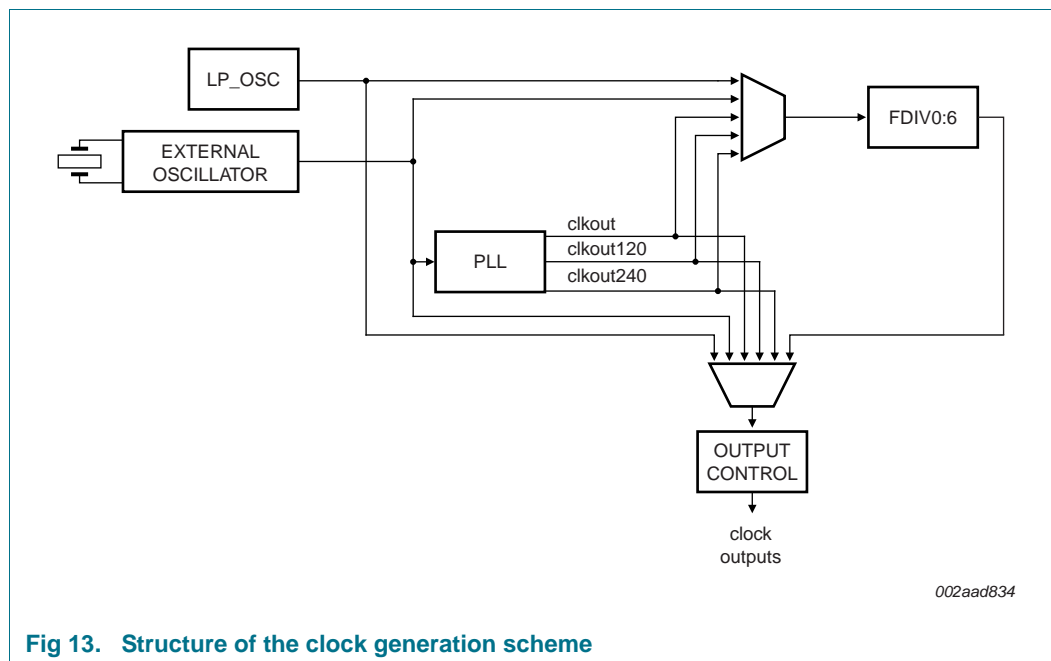 LP_OSC
EXTERNAL
OSCILLATOR
FDIV0:6
clkout
clkout120
clkout240
PLL
OUTPUT
CONTROL
clock
outputs
002aad834
Fig 13. Structure of the clock generation scheme